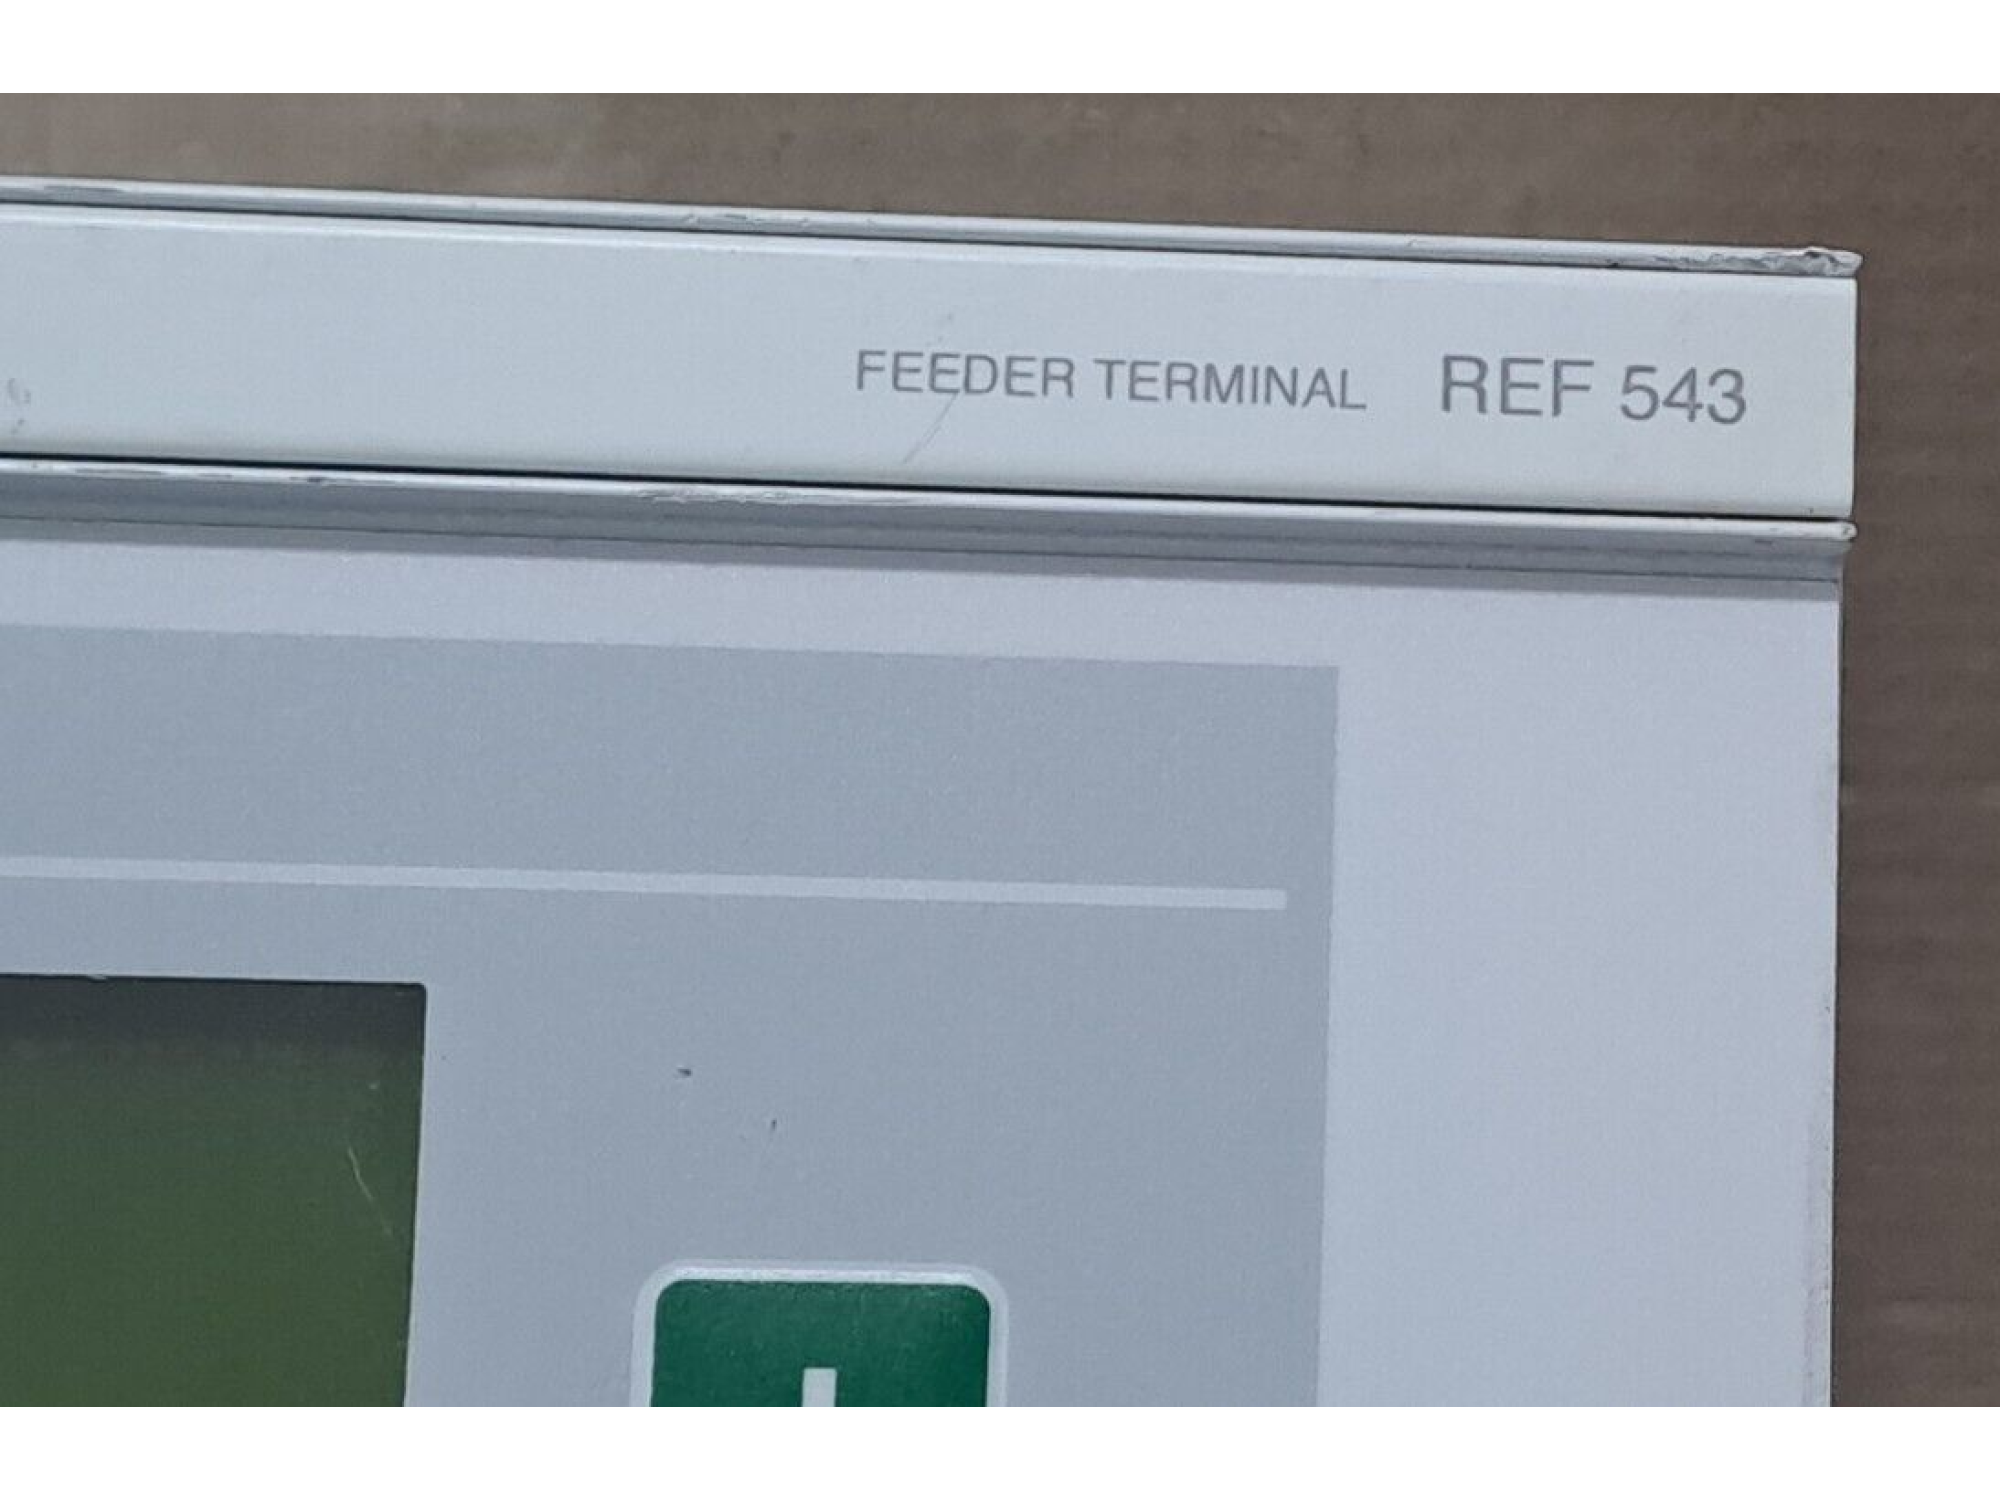 FEEDER TERMINAL REF 543